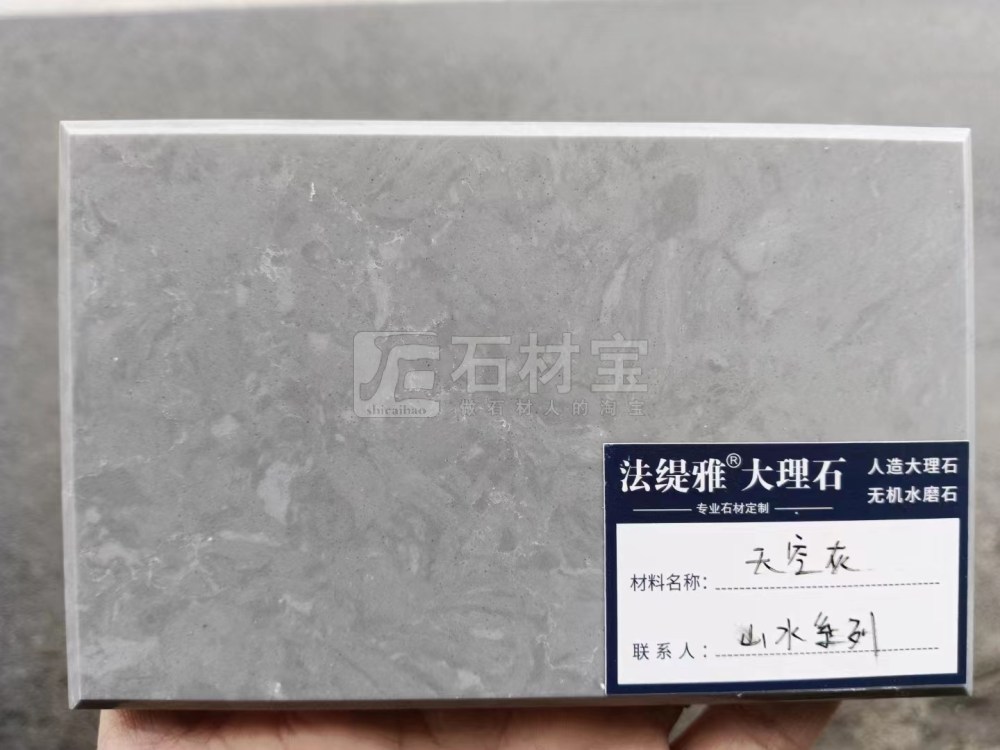 石材宝
shicaibao
做石材人的淘宝
法缇雅®大理石
人造大理石
无机水磨石
专业石材定制
材料名称：天空灰
联系人：山水系列